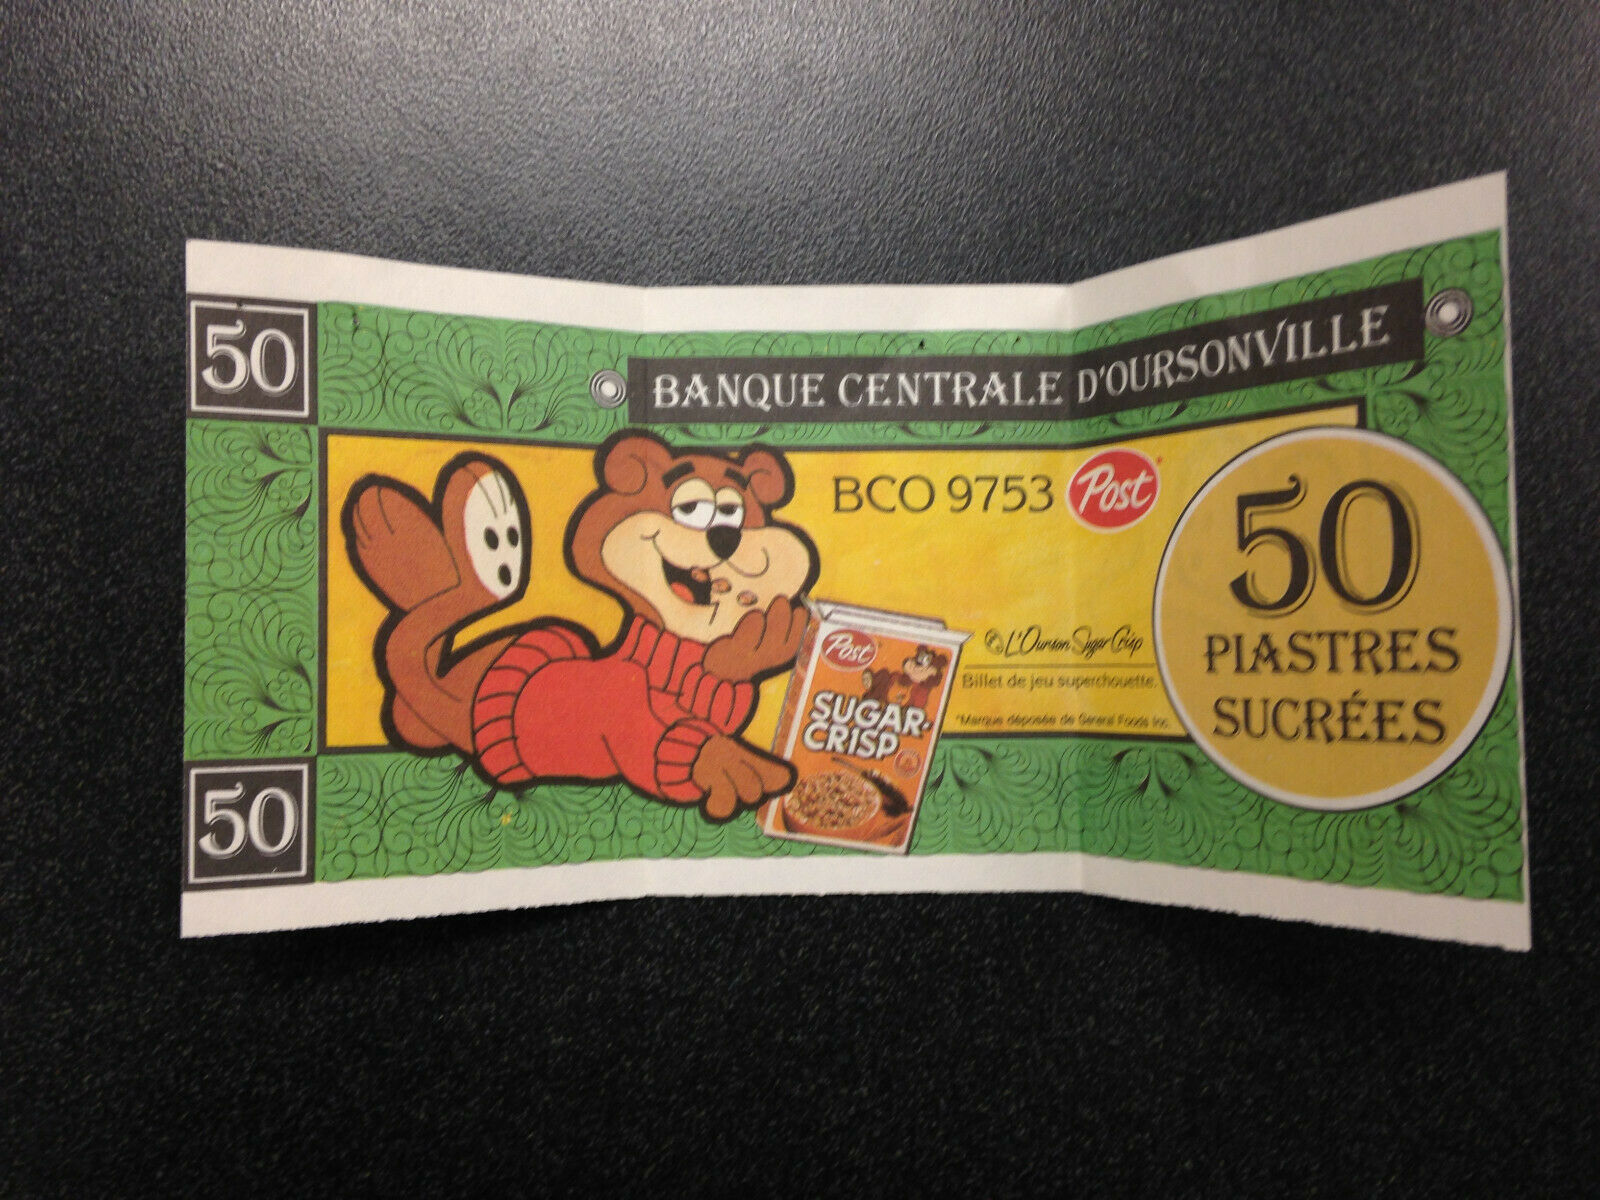 50
BANQUE CENTRALE D'OURSONVILLE
BCO 9753 Post
50
PIASTRES
SUCRÉES
L'Ourson Sugar Crisp
Billet de jeu superchouette.
*Marque déposée de General Foods Inc.
Post
SUGAR-
CRISP
50